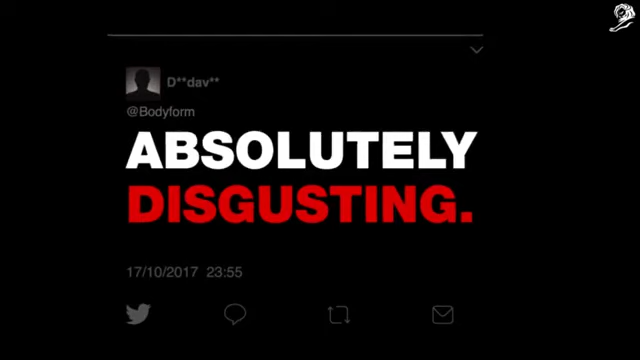 D**dav**
@Bodyform
ABSOLUTELY
DISGUSTING.
17/10/2017 23:55